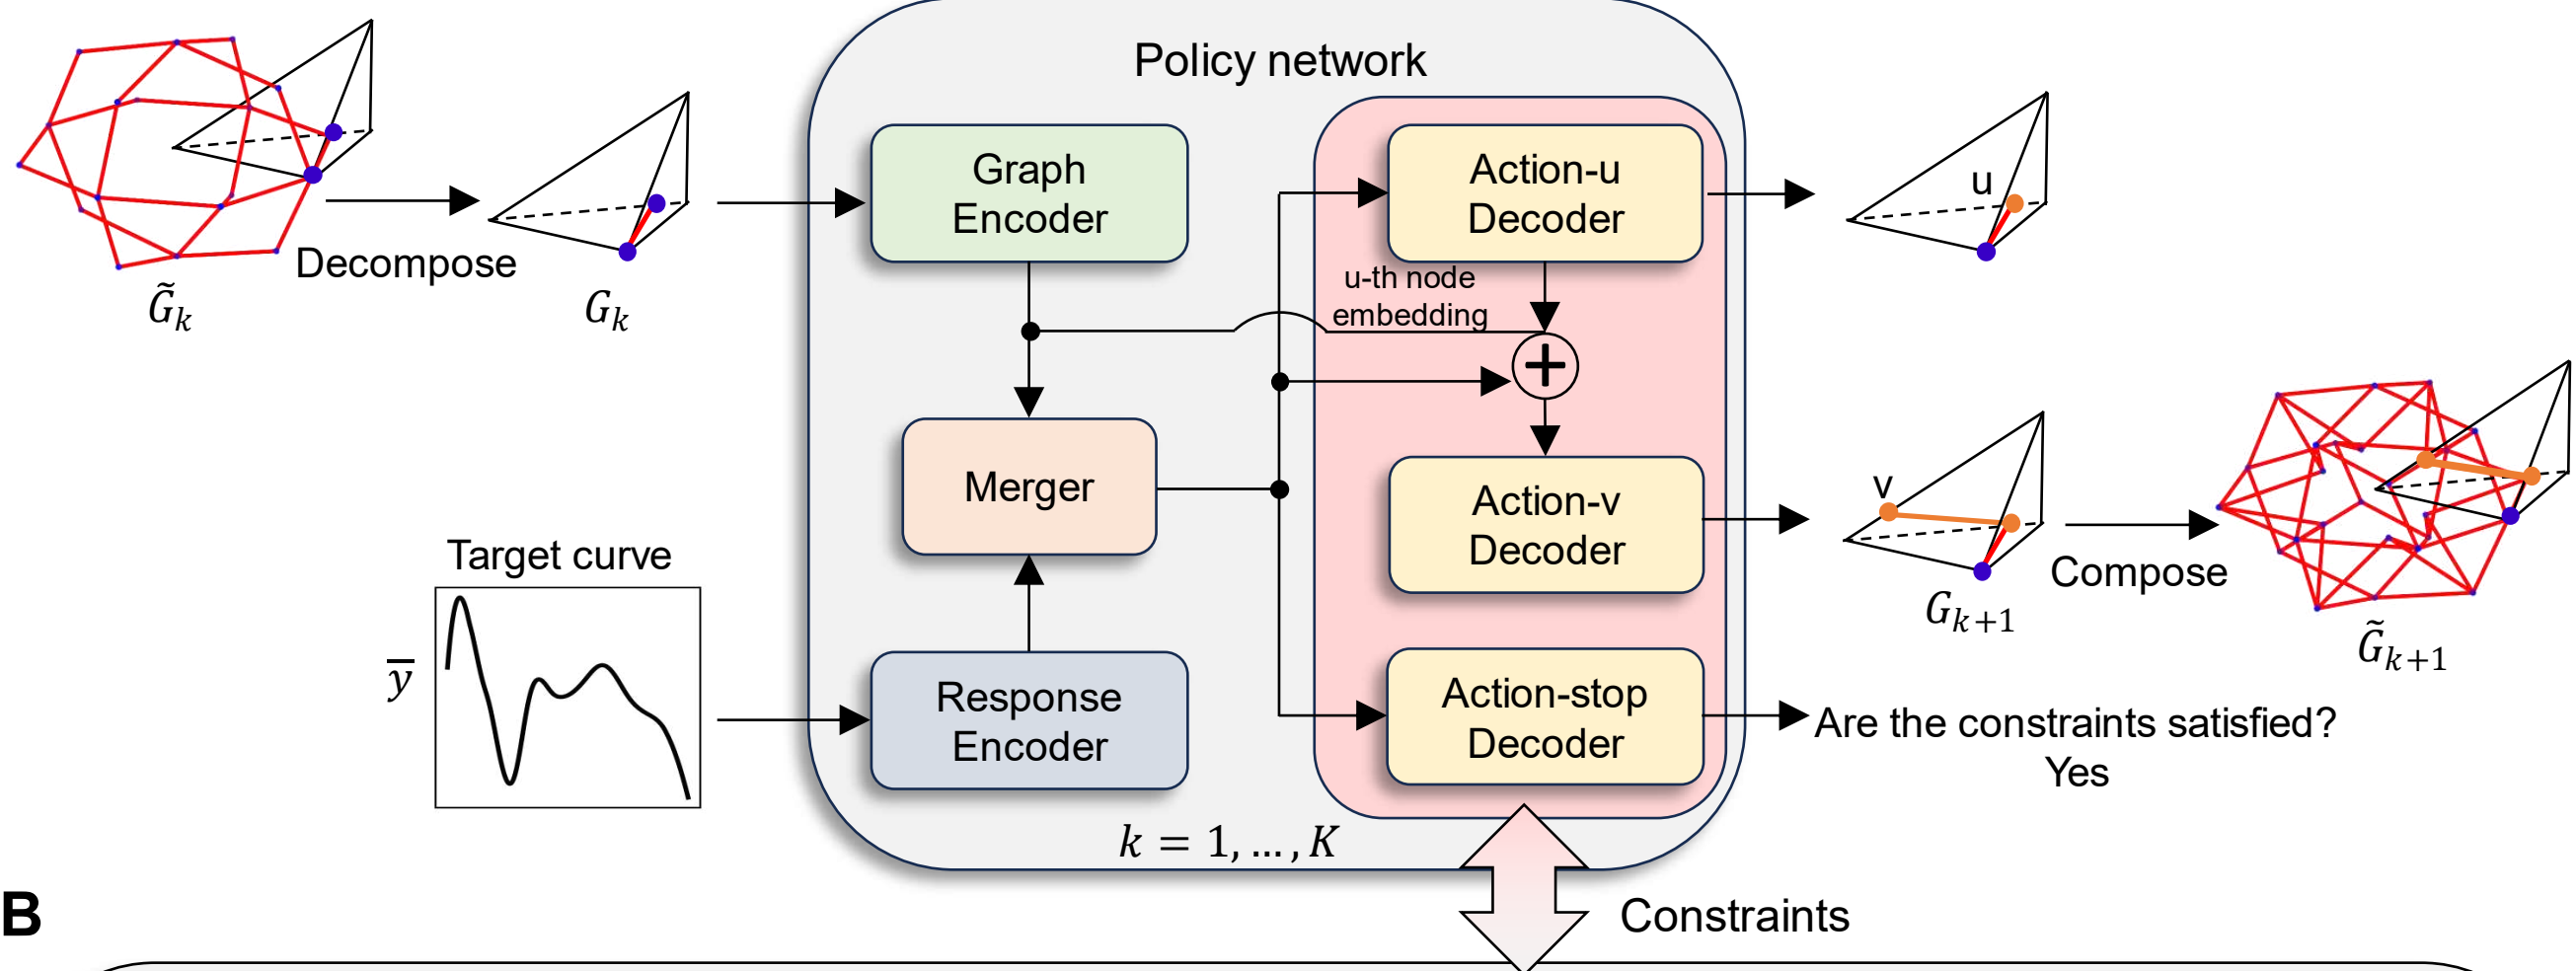 Policy network
Graph
Encoder
Action-u
Decoder
u
Decompose
G̃ₖ
Gₖ
u-th node
embedding
Merger
Action-v
Decoder
v
Compose
Gₖ₊₁
G̃ₖ₊₁
Target curve
y̅
Response
Encoder
Action-stop
Decoder
Are the constraints satisfied?
Yes
k = 1, ... , K
B
Constraints